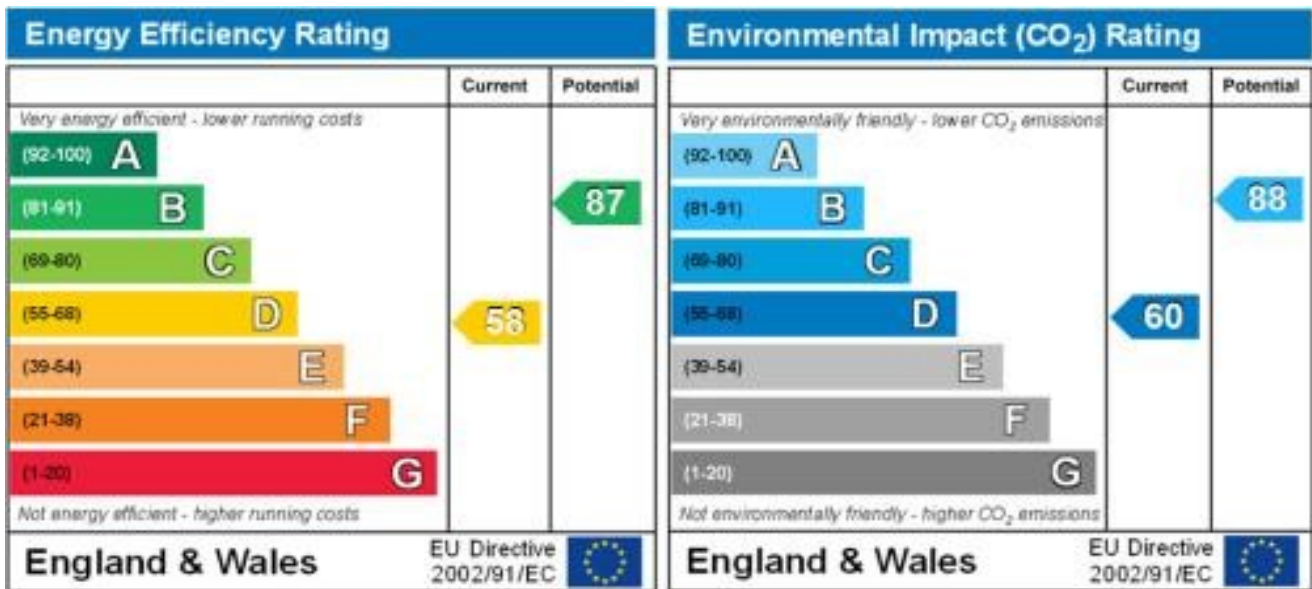 Energy Efficiency Rating
Current Potential
Very energy efficient - lower running costs
(92-100) A
(81-91) B
87
(69-80) C
(55-68) D
58
(39-54) E
(21-38) F
(1-20) G
Not energy efficient - higher running costs
England & Wales
EU Directive
2002/91/EC
Environmental Impact (CO₂) Rating
Current Potential
Very environmentally friendly - lower CO₂ emissions
(92-100) A
(81-91) B
88
(69-80) C
(55-68) D
60
(39-54) E
(21-38) F
(1-20) G
Not environmentally friendly - higher CO₂ emissions
England & Wales
EU Directive
2002/91/EC